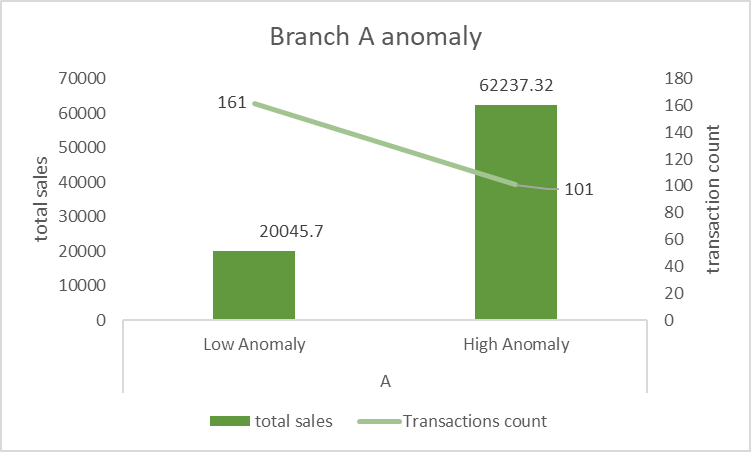 Branch A anomaly
total sales
70000
60000
50000
40000
30000
20000
10000
0
161
62237.32
20045.7
101
180
160
140
120
100
80
60
40
20
0
transaction count
Low Anomaly
High Anomaly
A
total sales
Transactions count